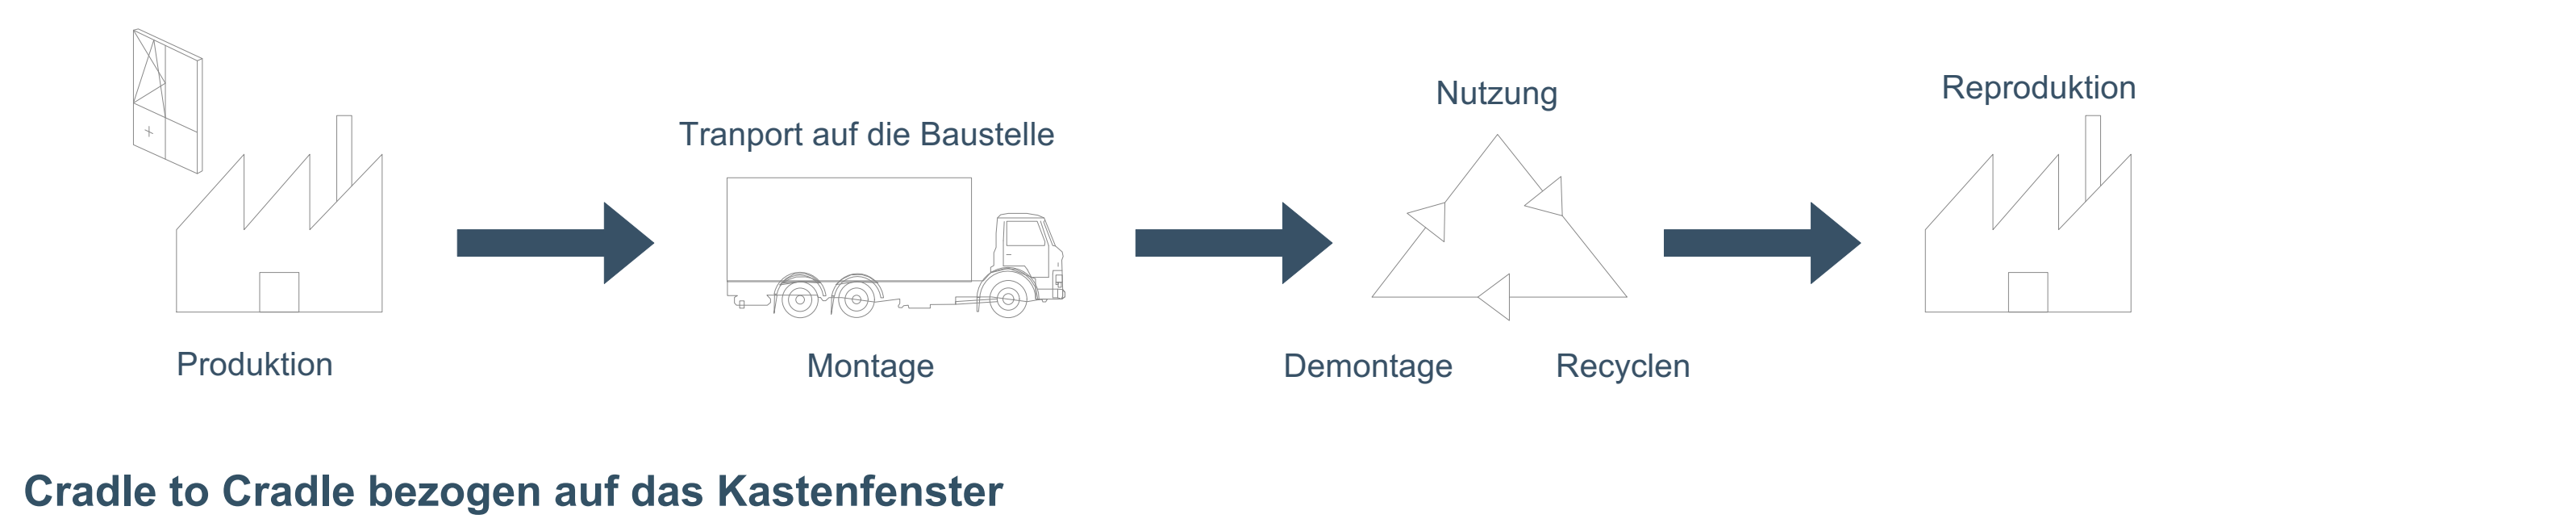 Produktion
Tranport auf die Baustelle
Montage
Nutzung
Demontage
Recyclen
Reproduktion
Cradle to Cradle bezogen auf das Kastenfenster